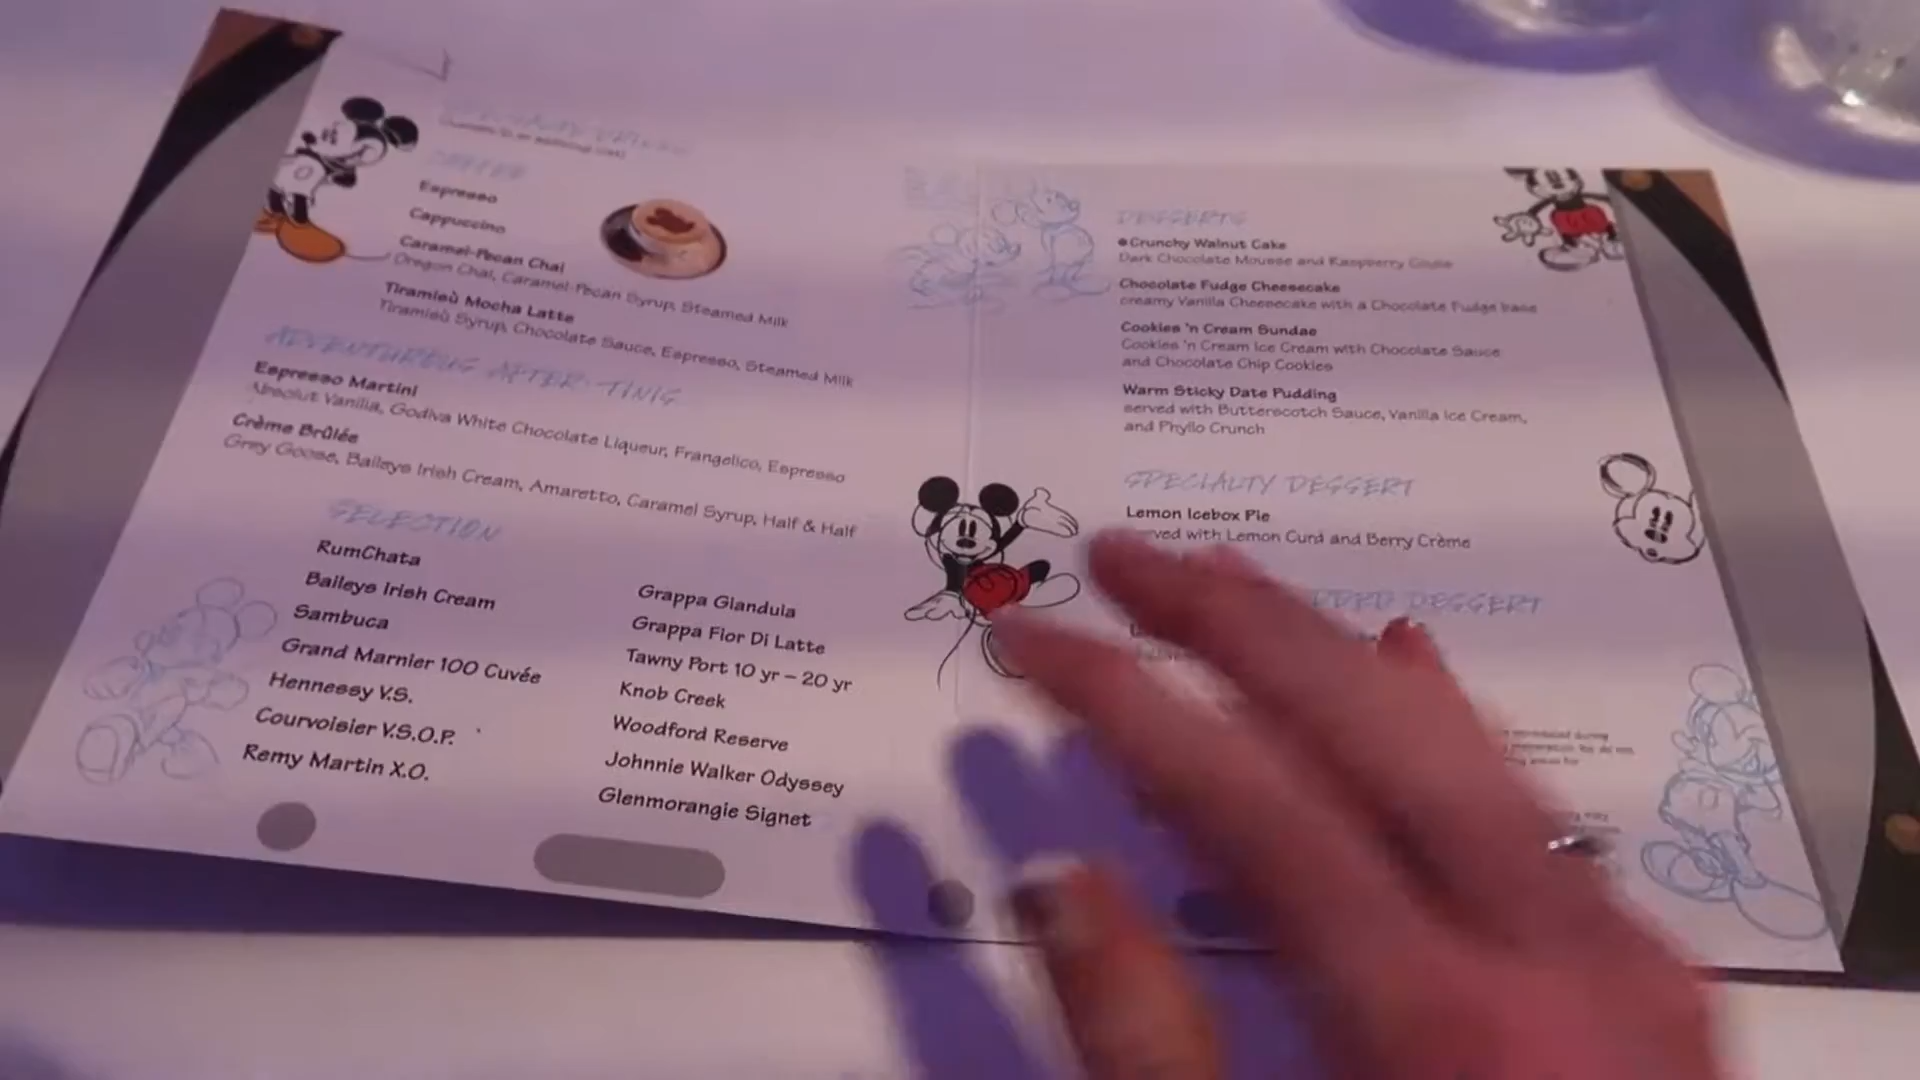 COFFEE
Espresso
Cappuccino
Caramel-Pecan Chai
Oregon Chai, Caramel-Pecan Syrup, Steamed Milk
Tiramisù Mocha Latte
Tiramisù Syrup, Chocolate Sauce, Espresso, Steamed Milk
ADVENTUROUS AFTER-TINIS
Espresso Martini
Absolut Vanilia, Godiva White Chocolate Liqueur, Frangelico, Espresso
Crème Brûlée
Grey Goose, Baileys Irish Cream, Amaretto, Caramel Syrup, Half & Half
SELECTION
RumChata
Baileys Irish Cream
Sambuca
Grand Marnier 100 Cuvée
Hennessy V.S.
Courvoisier V.S.O.P.
Remy Martin X.O.
Grappa Gianduia
Grappa Fior Di Latte
Tawny Port 10 yr – 20 yr
Knob Creek
Woodford Reserve
Johnnie Walker Odyssey
Glenmorangie Signet
DESSERTS
Crunchy Walnut Cake
Dark Chocolate Mousse and Raspberry Coulis
Chocolate Fudge Cheesecake
creamy Vanilla Cheesecake with a Chocolate Fudge base
Cookies 'n Cream Sundae
Cookies 'n Cream Ice Cream with Chocolate Sauce
and Chocolate Chip Cookies
Warm Sticky Date Pudding
served with Butterscotch Sauce, Vanilla Ice Cream,
and Phyllo Crunch
SPECIALTY DESSERT
Lemon Icebox Pie
with Lemon Curd and Berry Crème
DESSERT